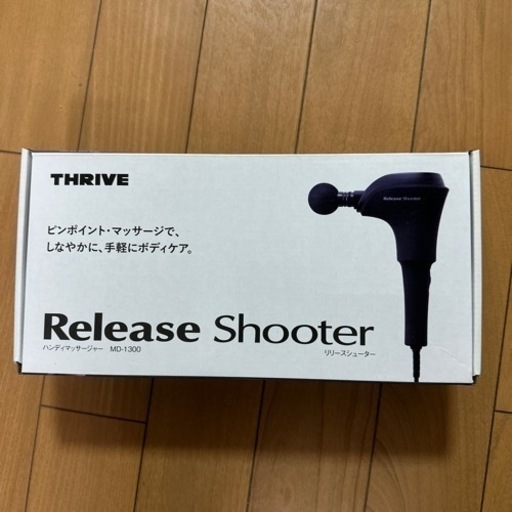 THRIVE
Release Shooter
ピンポイント・マッサージで、
しなやかに、手軽にボディケア。
Release Shooter
ハンディマッサージャー MD-1300
リリースシューター